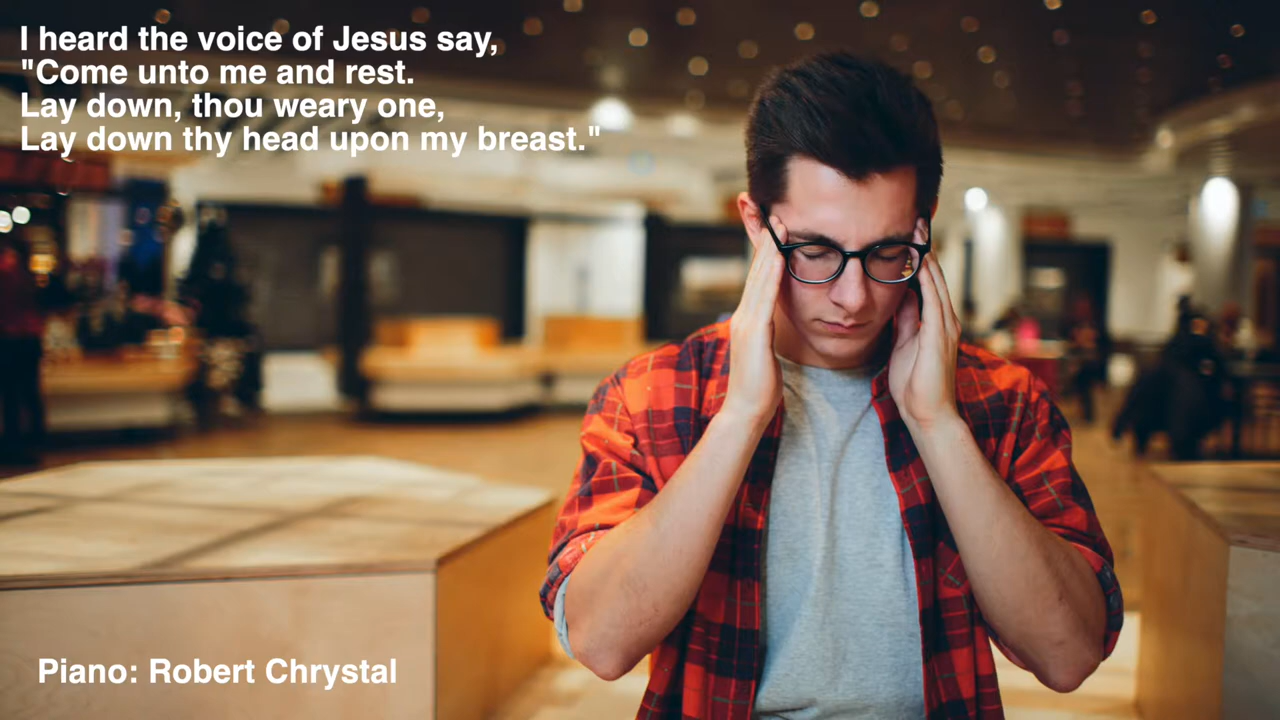 I heard the voice of Jesus say,
"Come unto me and rest.
Lay down, thou weary one,
Lay down thy head upon my breast."
Piano: Robert Chrystal